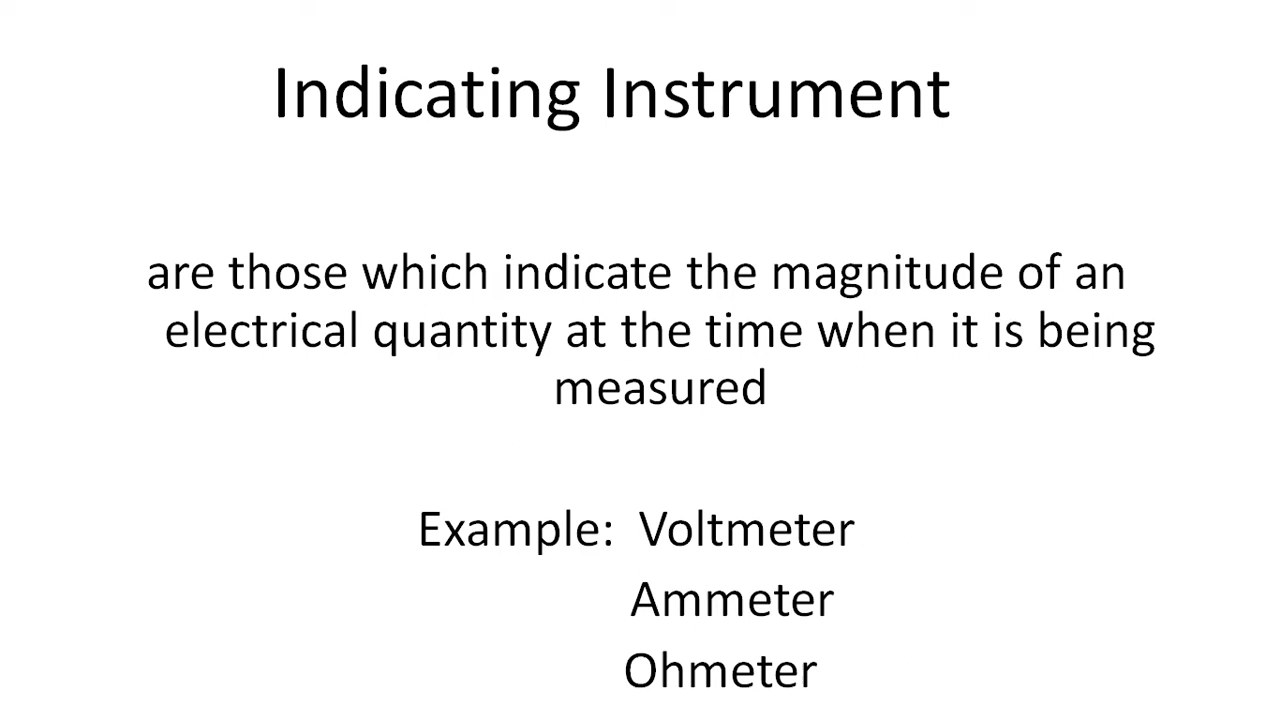 Indicating Instrument
are those which indicate the magnitude of an
electrical quantity at the time when it is being
measured
Example: Voltmeter
Ammeter
Ohmeter